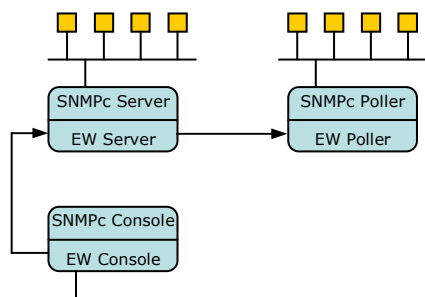 SNMPc Server
EW Server
SNMPc Poller
EW Poller
SNMPc Console
EW Console